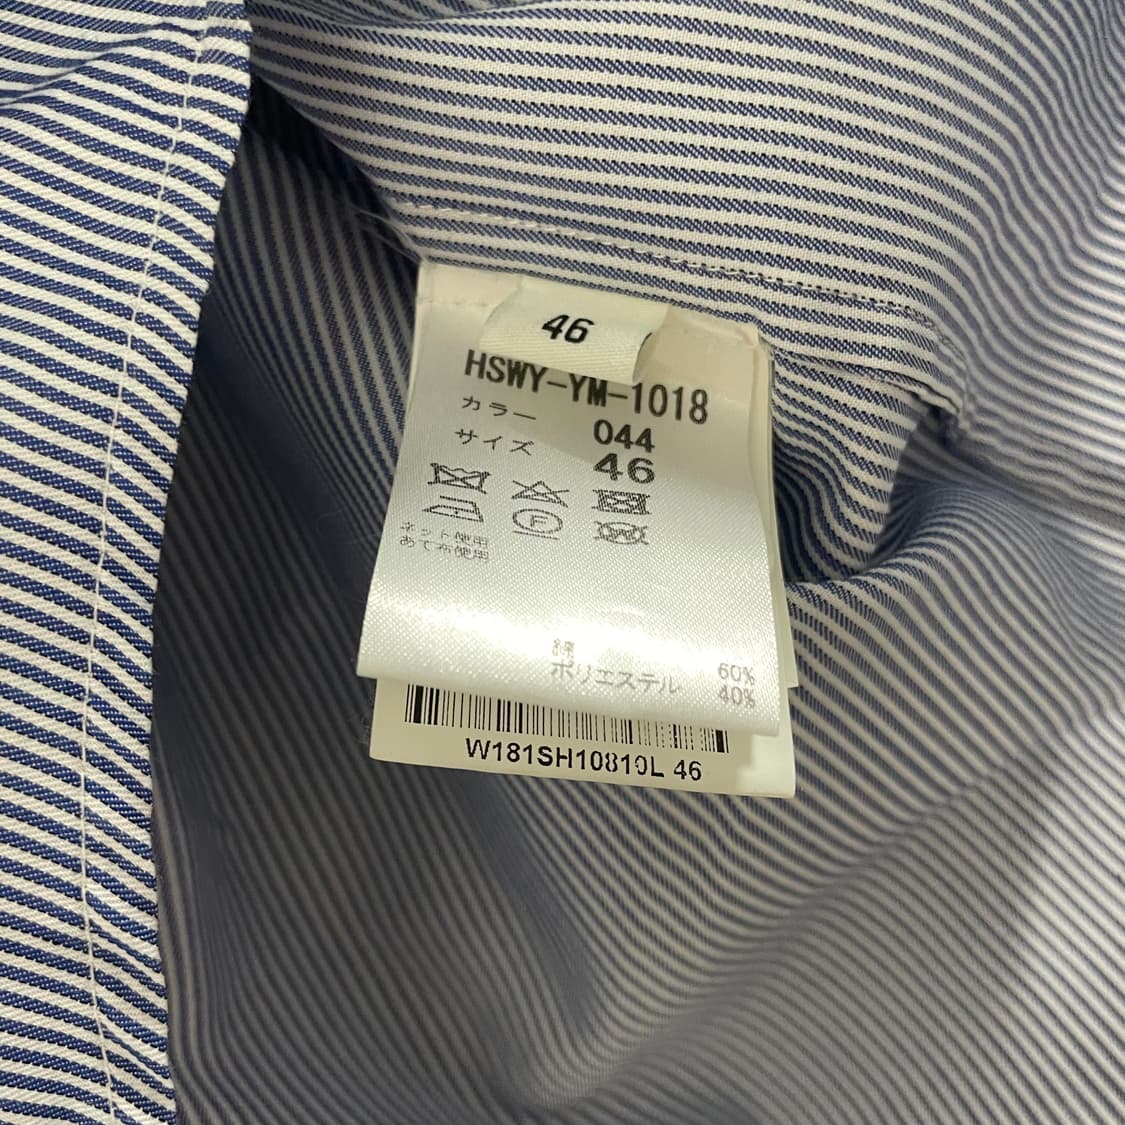 46
HSWY-YM-1018
カラー 044
サイズ 46
F
ネット使用
あて布使用
綿 60%
ポリエステル 40%
W181SH10810L 46